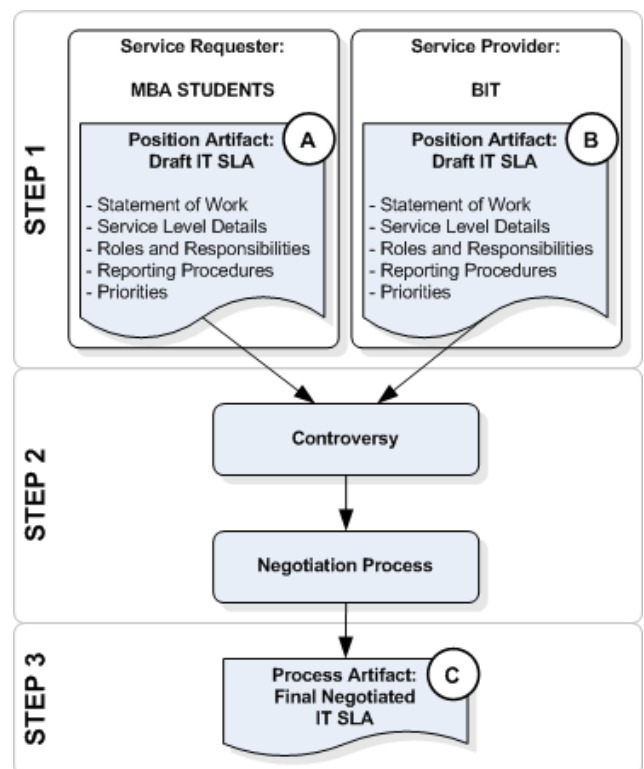 STEP 1
Service Requester:
MBA STUDENTS
Position Artifact:
Draft IT SLA
A
- Statement of Work
- Service Level Details
- Roles and Responsibilities
- Reporting Procedures
- Priorities
Service Provider:
BIT
Position Artifact:
Draft IT SLA
B
- Statement of Work
- Service Level Details
- Roles and Responsibilities
- Reporting Procedures
- Priorities
STEP 2
Controversy
Negotiation Process
STEP 3
Process Artifact:
Final Negotiated
IT SLA
C